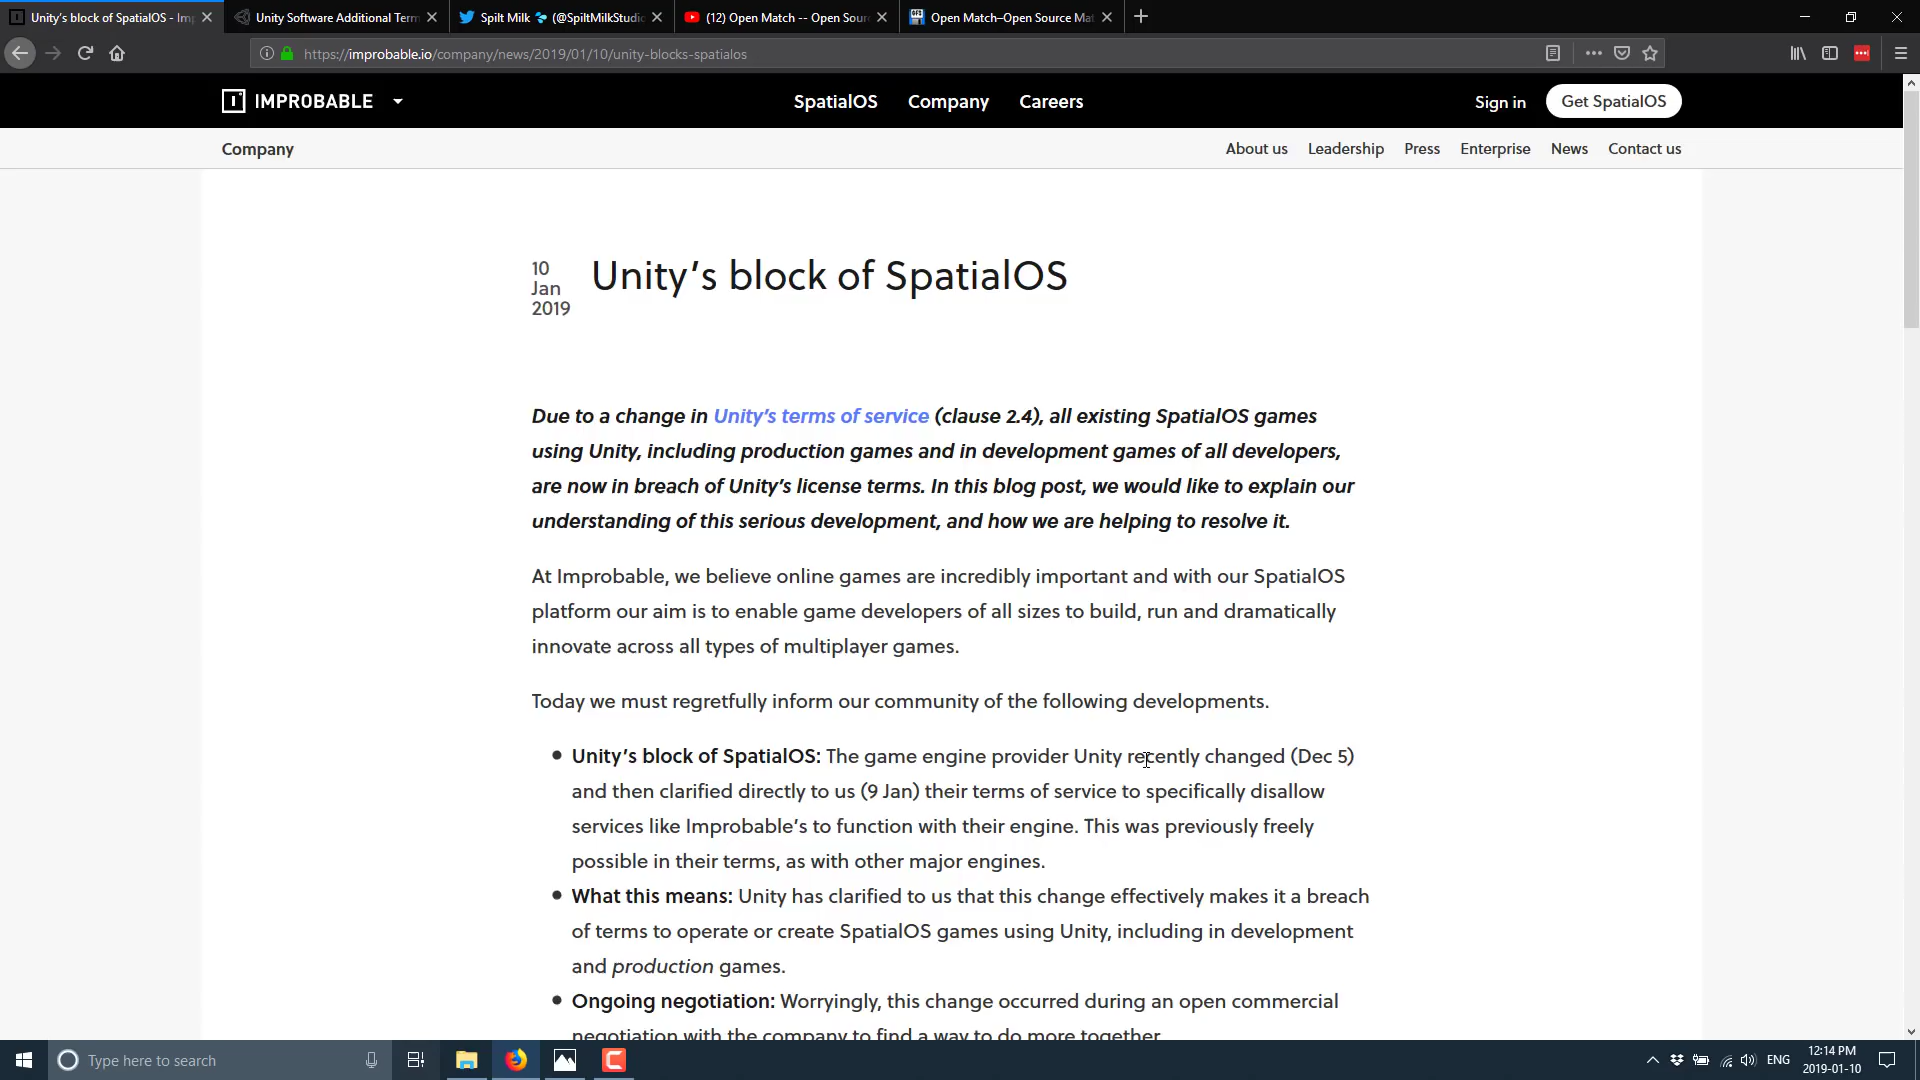 Unity's block of SpatialOS - Imp
Unity Software Additional Term
Spilt Milk (@SpiltMilkStudio
(12) Open Match -- Open Sour
Open Match–Open Source Mat
https://improbable.io/company/news/2019/01/10/unity-blocks-spatialos
IMPROBABLE
SpatialOS Company Careers
Sign in Get SpatialOS
Company
About us Leadership Press Enterprise News Contact us
10
Jan
2019
Unity's block of SpatialOS
Due to a change in Unity's terms of service (clause 2.4), all existing SpatialOS games
using Unity, including production games and in development games of all developers,
are now in breach of Unity's license terms. In this blog post, we would like to explain our
understanding of this serious development, and how we are helping to resolve it.
At Improbable, we believe online games are incredibly important and with our SpatialOS
platform our aim is to enable game developers of all sizes to build, run and dramatically
innovate across all types of multiplayer games.
Today we must regretfully inform our community of the following developments.
Unity's block of SpatialOS: The game engine provider Unity recently changed (Dec 5)
and then clarified directly to us (9 Jan) their terms of service to specifically disallow
services like Improbable's to function with their engine. This was previously freely
possible in their terms, as with other major engines.
What this means: Unity has clarified to us that this change effectively makes it a breach
of terms to operate or create SpatialOS games using Unity, including in development
and production games.
Ongoing negotiation: Worryingly, this change occurred during an open commercial
negotiation with the company to find a way to do more together.
Type here to search
ENG
12:14 PM
2019-01-10